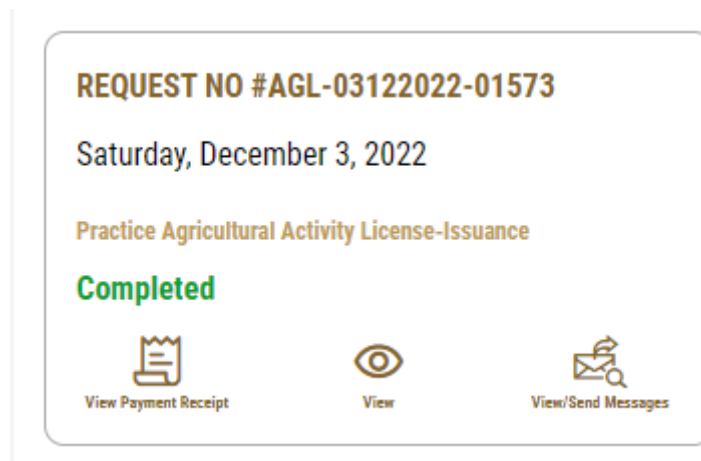 REQUEST NO #AGL-03122022-01573
Saturday, December 3, 2022
Practice Agricultural Activity License-Issuance
Completed
View Payment Receipt
View
View/Send Messages